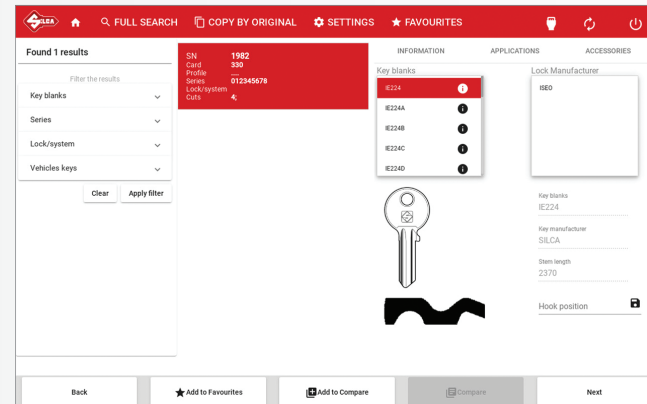 SILCA
FULL SEARCH
COPY BY ORIGINAL
SETTINGS
FAVOURITES
Found 1 results
Filter the results
Key blanks
Series
Lock/system
Vehicles keys
Clear
Apply filter
SN 1982
Card 330
Profile ....
Series 012345678
Lock/system
Cuts 4;
INFORMATION
APPLICATIONS
ACCESSORIES
Key blanks
IE224
IE224A
IE224B
IE224C
IE224D
Lock Manufacturer
ISEO
Key blanks
IE224
Key manufacturer
SILCA
Stem length
2370
Hook position
Back
Add to Favourites
Add to Compare
Compare
Next